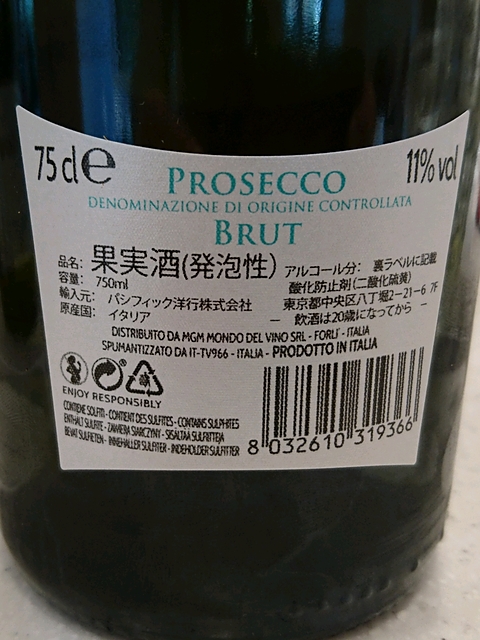 75 cl e
11% vol
PROSECCO
DENOMINAZIONE DI ORIGINE CONTROLLATA
BRUT
品名: 果実酒(発泡性)
容量: 750ml
輸入元: パシフィック洋行株式会社
原産国: イタリア
アルコール分: 裏ラベルに記載
酸化防止剤(二酸化硫黄)
東京都中央区八丁堀2-21-6 7F
― 飲酒は20歳になってから ―
DISTRIBUITO DA MGM MONDO DEL VINO SRL - FORLI' - ITALIA
SPUMANTIZZATO DA IT-TV966 - ITALIA - PRODOTTO IN ITALIA
ENJOY RESPONSIBLY
CONTIENE SOLFITI - CONTIENT DES SULFITES - CONTAINS SULPHITES
ENTHÄLT SULFITE - ZAWIERA SIARCZYNY - SISÄLTÄÄ SULFIITTEJA
BEVAT SULFIETEN - INNEHÅLLER SULFITER - INDEHOLDER SULFITTER
8 032610 319366